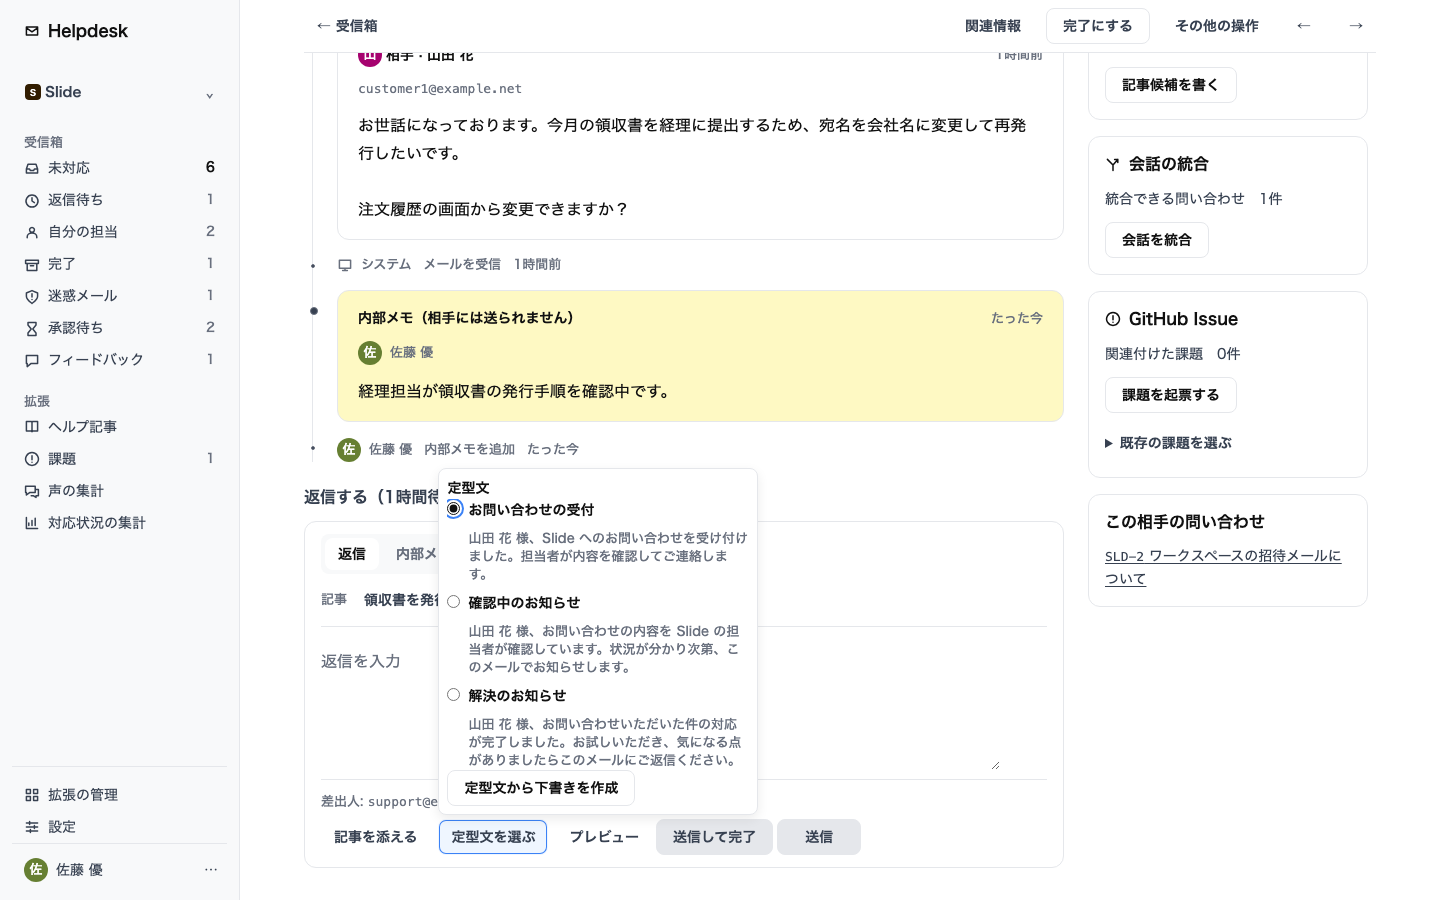 Helpdesk
S Slide
受信箱
未対応 6
返信待ち 1
自分の担当 2
完了 1
迷惑メール 1
承認待ち 2
フィードバック 1
拡張
ヘルプ記事
課題 1
声の集計
対応状況の集計
拡張の管理
設定
佐 佐藤 優 …
← 受信箱
関連情報 完了にする その他の操作 ← →
山 相手・山田 花 1時間前
customer1@example.net
お世話になっております。今月の領収書を経理に提出するため、宛名を会社名に変更して再発
行したいです。
注文履歴の画面から変更できますか？
システム メールを受信 1時間前
内部メモ（相手には送られません） たった今
佐 佐藤 優
経理担当が領収書の発行手順を確認中です。
佐 佐藤 優 内部メモを追加 たった今
返信する（1時間待
返信 内部メ
記事 領収書を発行
返信を入力
差出人: support@e
定型文
お問い合わせの受付
山田 花 様、Slide へのお問い合わせを受け付け
ました。担当者が内容を確認してご連絡しま
す。
確認中のお知らせ
山田 花 様、お問い合わせの内容を Slide の担
当者が確認しています。状況が分かり次第、こ
のメールでお知らせします。
解決のお知らせ
山田 花 様、お問い合わせいただいた件の対応
が完了しました。お試しいただき、気になる点
がありましたらこのメールにご返信ください。
定型文から下書きを作成
記事を添える 定型文を選ぶ プレビュー 送信して完了 送信
記事候補を書く
会話の統合
統合できる問い合わせ 1件
会話を統合
GitHub Issue
関連付けた課題 0件
課題を起票する
▶ 既存の課題を選ぶ
この相手の問い合わせ
SLD-2 ワークスペースの招待メールに
ついて